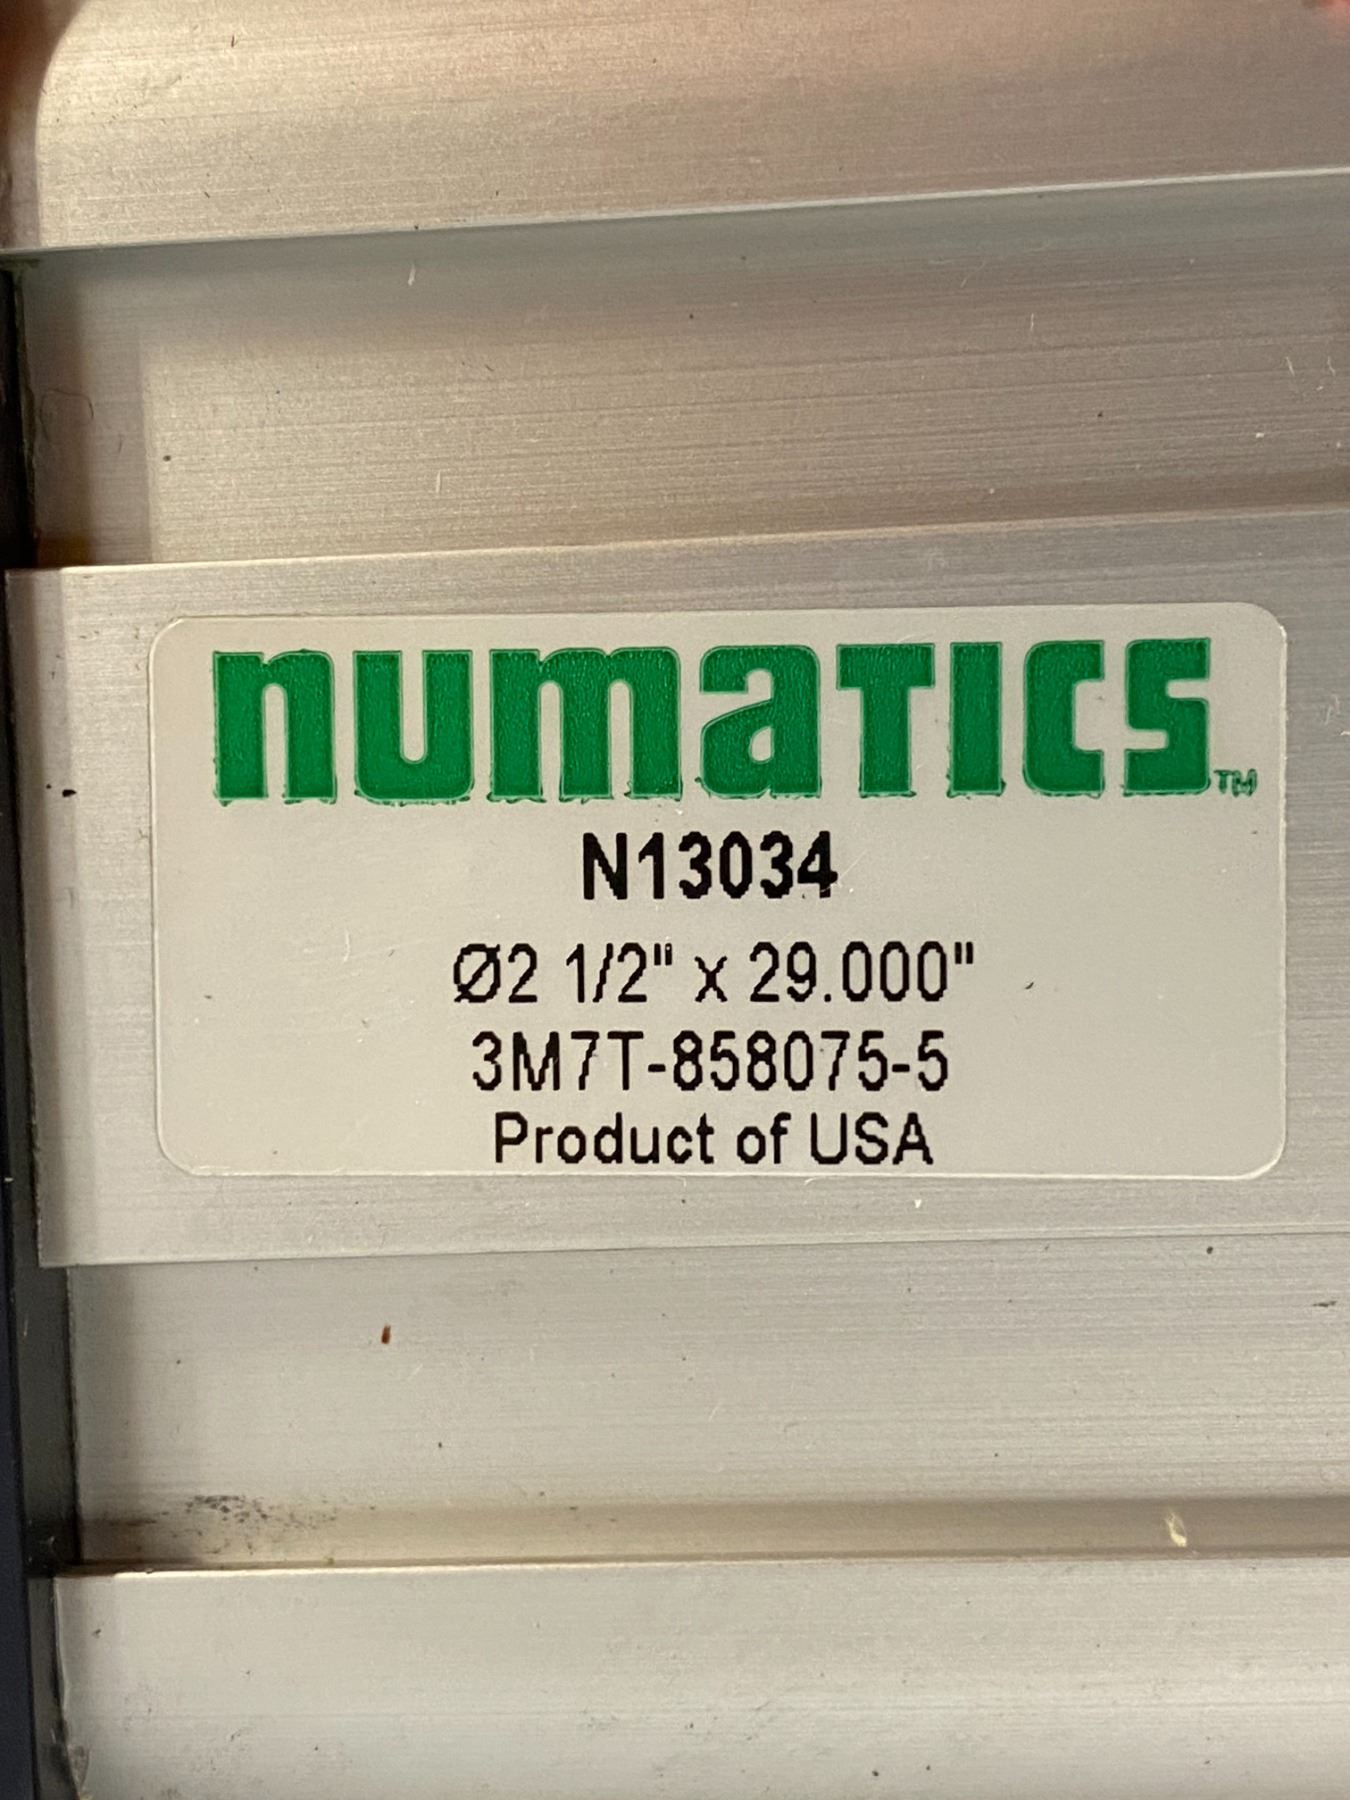 numatics™
N13034
Ø2 1/2" x 29.000"
3M7T-858075-5
Product of USA